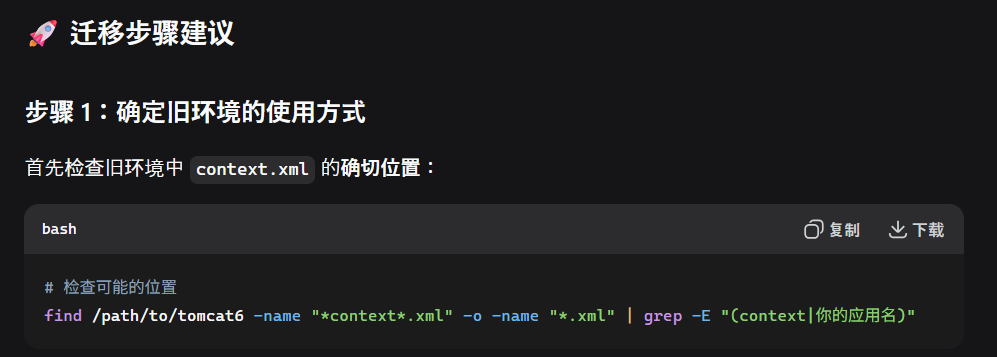 🚀 迁移步骤建议
步骤 1：确定旧环境的使用方式
首先检查旧环境中 context.xml 的确切位置：
bash 复制 下载
# 检查可能的位置
find /path/to/tomcat6 -name "*context*.xml" -o -name "*.xml" | grep -E "(context|你的应用名)"